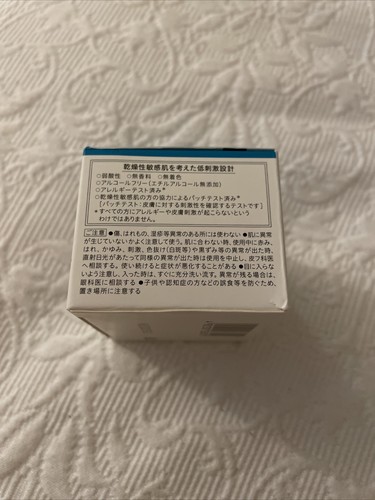 乾燥性敏感肌を考えた低刺激設計
○弱酸性 ○無香料 ○無着色
○アルコールフリー(エチルアルコール無添加)
○アレルギーテスト済み*
○乾燥性敏感肌の方の協力によるパッチテスト済み*
[パッチテスト:皮膚に対する刺激性を確認するテストです]
*すべての方にアレルギーや皮膚刺激が起こらないという
わけではありません。
ご注意 ●傷、はれもの、湿疹等異常のある所には使わない ●肌に異常
が生じていないかよく注意して使う。肌に合わない時、使用中に赤み、
はれ、かゆみ、刺激、色抜け(白斑等)や黒ずみ等の異常が出た時、
直射日光があたって同様の異常が出た時は使用を中止し、皮フ科医
へ相談する。使い続けると症状が悪化することがある ●目に入らな
いよう注意し、入った時は、すぐに充分洗い流す。異常が残る場合は、
眼科医に相談する ●子供や認知症の方などの誤食等を防ぐため、
置き場所に注意する